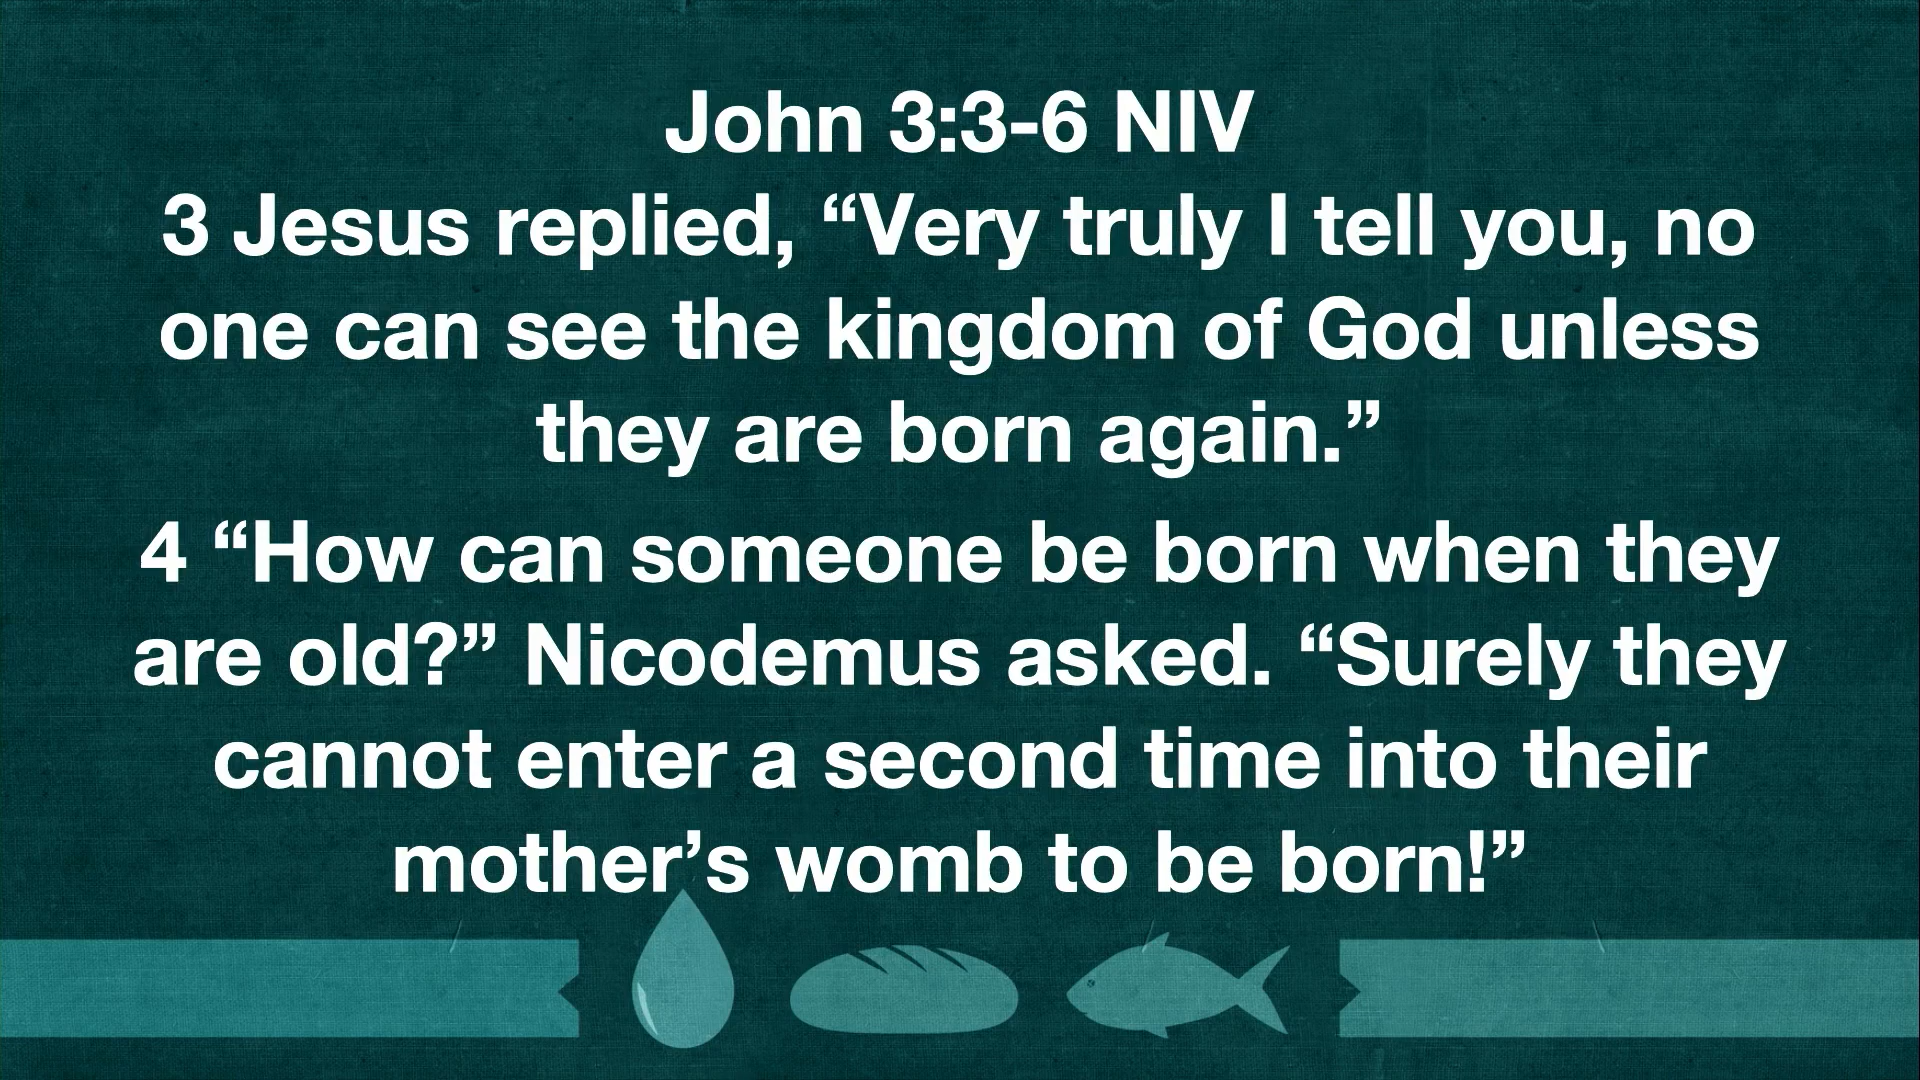 John 3:3-6 NIV
3 Jesus replied, “Very truly I tell you, no
one can see the kingdom of God unless
they are born again.”
4 “How can someone be born when they
are old?” Nicodemus asked. “Surely they
cannot enter a second time into their
mother’s womb to be born!”